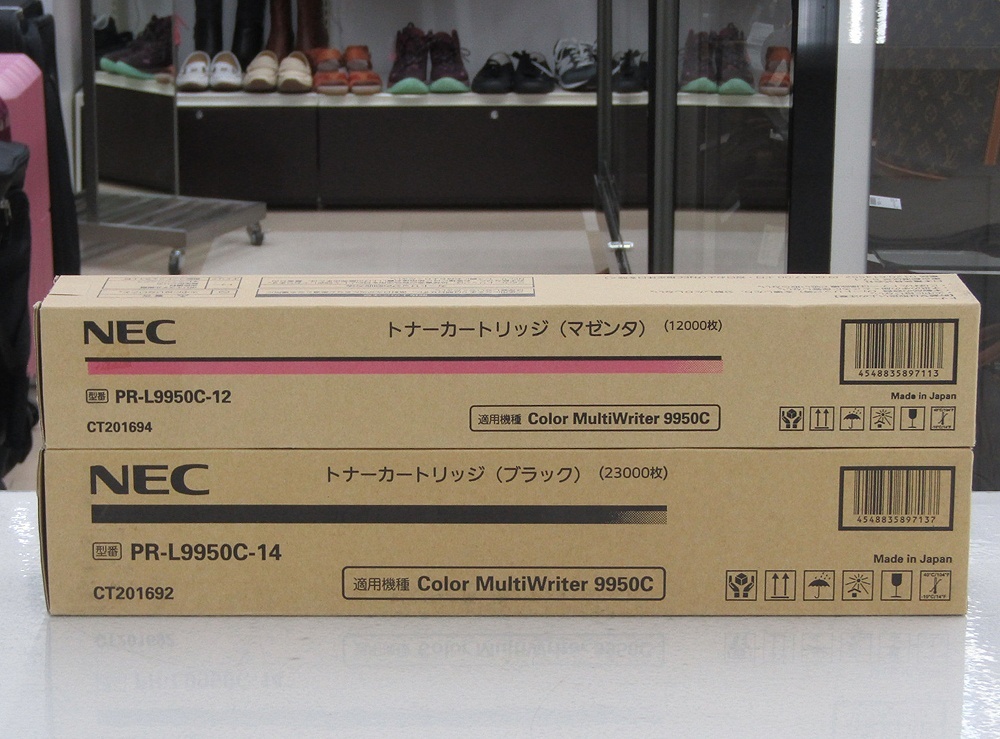 NEC
トナーカートリッジ（マゼンタ）（12000枚）
型番 PR-L9950C-12
CT201694
適用機種 Color MultiWriter 9950C
4548835897113
Made in Japan
NEC
トナーカートリッジ（ブラック）（23000枚）
型番 PR-L9950C-14
CT201692
適用機種 Color MultiWriter 9950C
4548835897137
Made in Japan